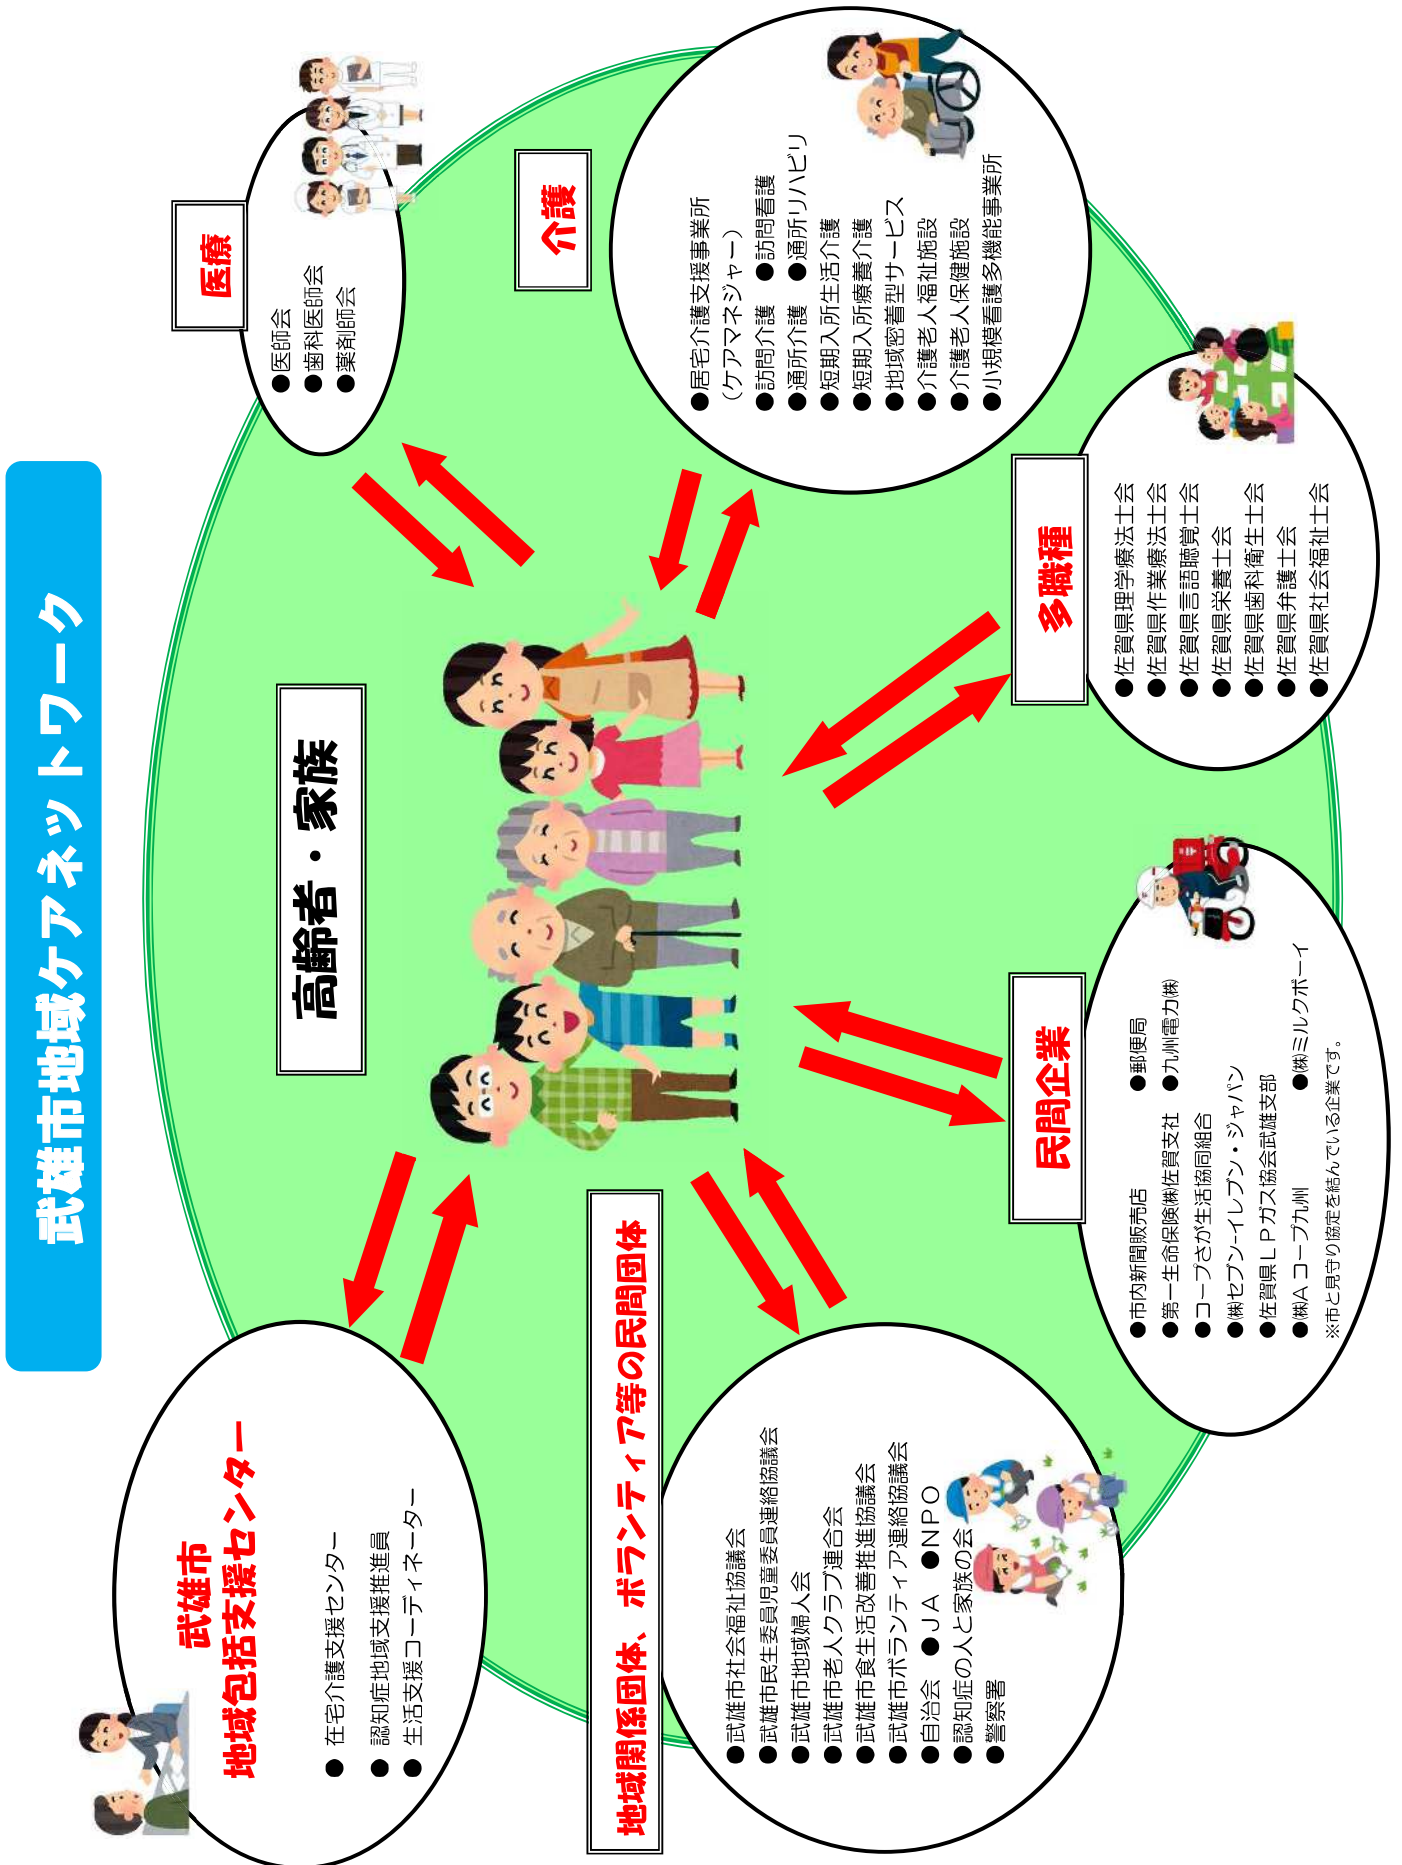 武雄市地域ケアネットワーク
武雄市
地域包括支援センター
● 在宅介護支援センター
● 認知症地域支援推進員
● 生活支援コーディネーター
高齢者・家族
医療
●医師会
●歯科医師会
●薬剤師会
介護
●居宅介護支援事業所
（ケアマネジャー）
●訪問介護 ●訪問看護
●通所介護 ●通所リハビリ
●短期入所生活介護
●短期入所療養介護
●地域密着型サービス
●介護老人福祉施設
●介護老人保健施設
●小規模看護多機能事業所
地域関係団体、ボランティア等の民間団体
●武雄市社会福祉協議会
●武雄市民生委員児童委員連絡協議会
●武雄市地域婦人会
●武雄市老人クラブ連合会
●武雄市食生活改善推進協議会
●武雄市ボランティア連絡協議会
●自治会 ●JA ●NPO
●認知症の人と家族の会
●警察署
民間企業
●市内新聞販売店 ●郵便局
●第一生命保険㈱佐賀支社 ●九州電力㈱
●コープさが生活協同組合
●㈱セブン-イレブン・ジャパン
●佐賀県ＬＰガス協会武雄支部
●㈱Aコープ九州 ●㈱ミルクボーイ
※市と見守り協定を結んでいる企業です。
多職種
●佐賀県理学療法士会
●佐賀県作業療法士会
●佐賀県言語聴覚士会
●佐賀県栄養士会
●佐賀県歯科衛生士会
●佐賀県弁護士会
●佐賀県社会福祉士会